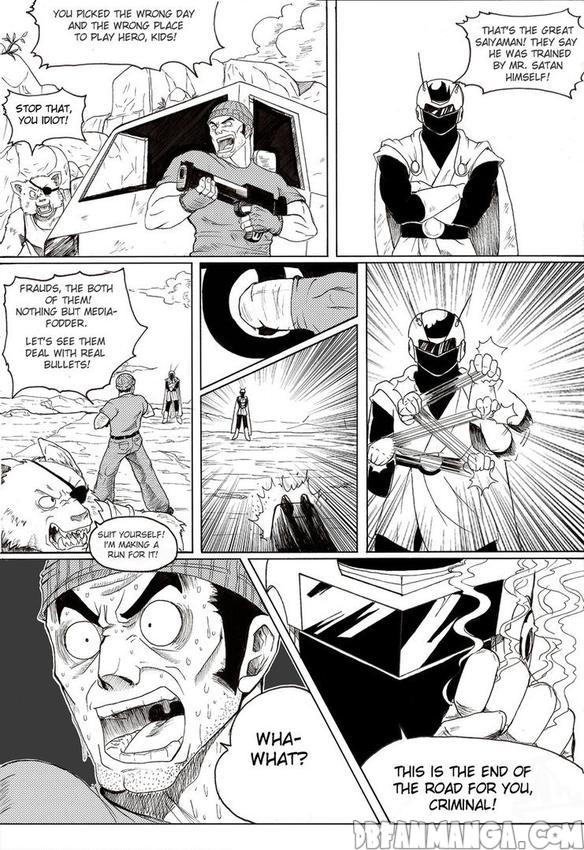 YOU PICKED THE WRONG DAY
AND THE WRONG PLACE
TO PLAY HERO, KIDS!
STOP THAT,
YOU IDIOT!
THAT'S THE GREAT
SAIYAMAN! THEY SAY
HE WAS TRAINED
BY MR. SATAN
HIMSELF!
FRAUDS, THE BOTH
OF THEM!
NOTHING BUT MEDIA-
FODDER.
LET'S SEE THEM
DEAL WITH REAL
BULLETS!
SUIT YOURSELF!
I'M MAKING A
RUN FOR IT!
WHA-
WHAT?
THIS IS THE END OF
THE ROAD FOR YOU,
CRIMINAL!
DBFANMANGA.COM